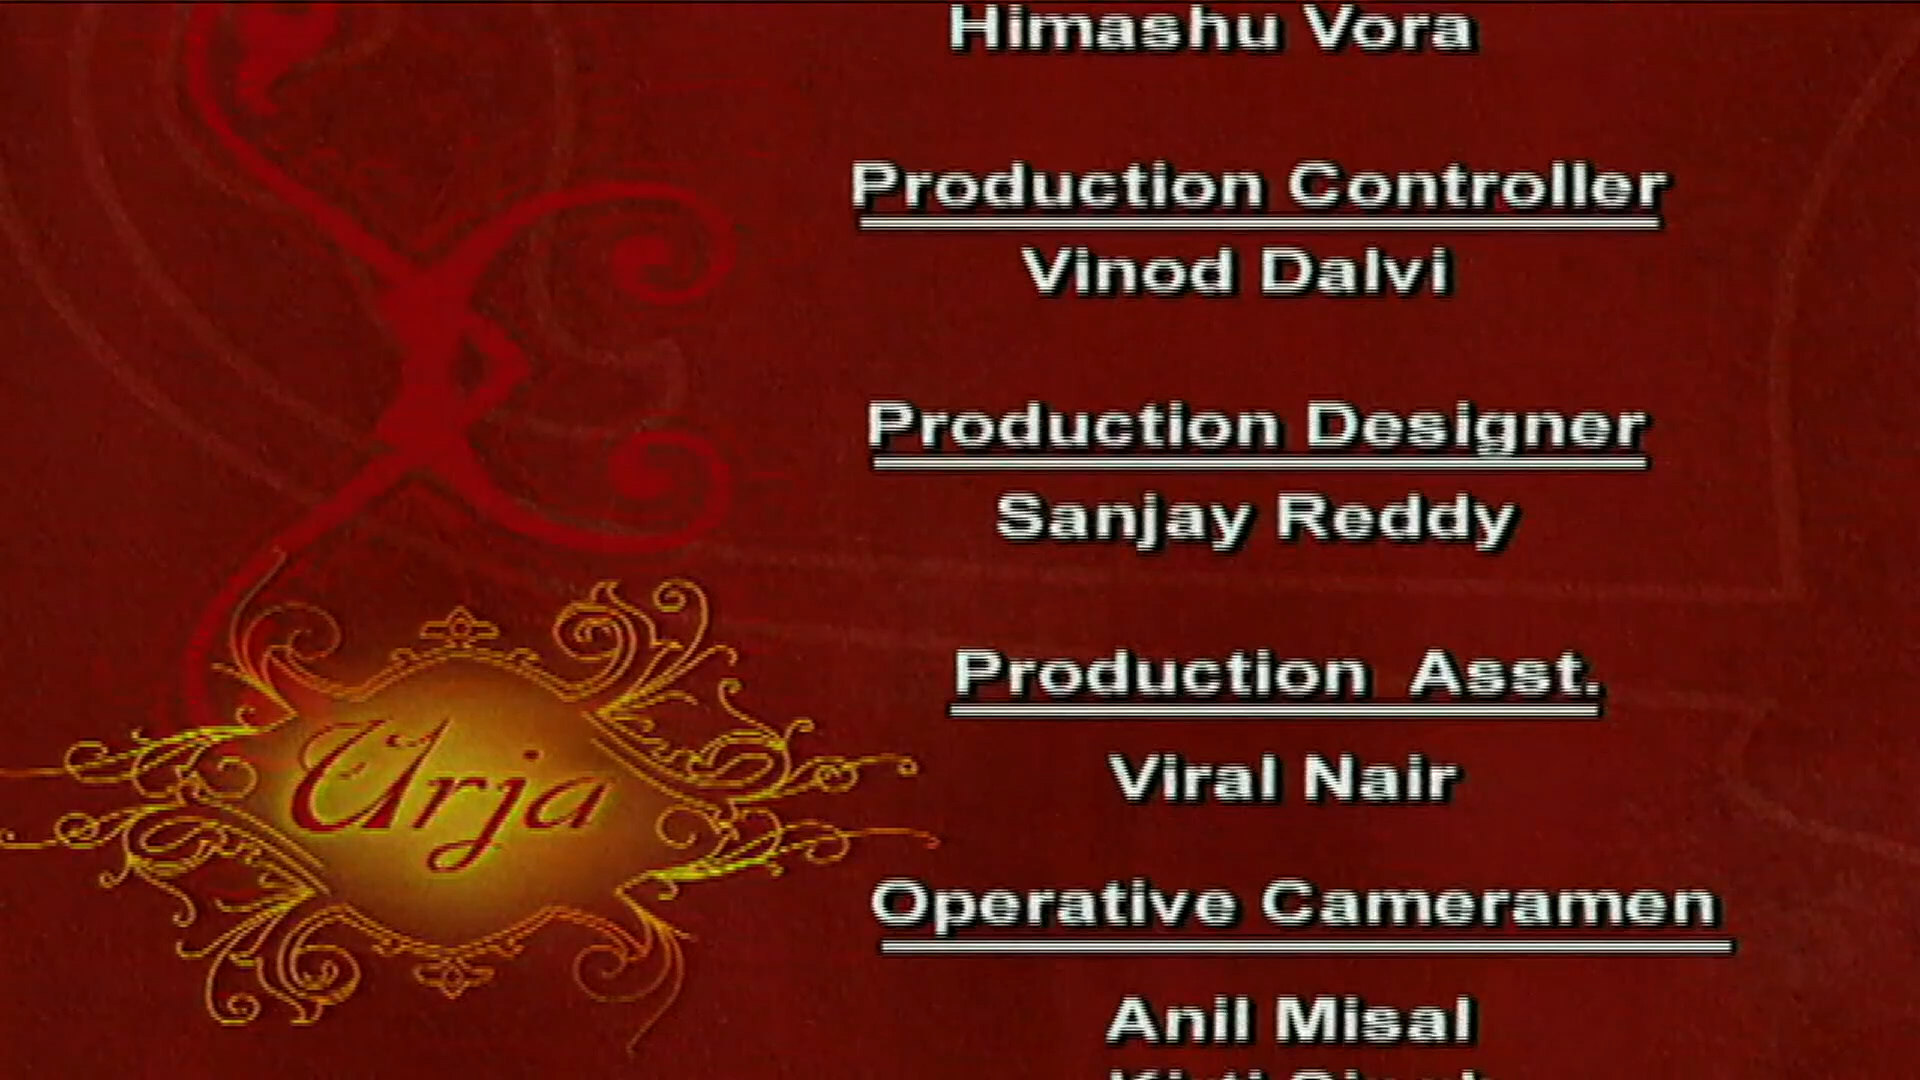 Himashu Vora
Production Controller
Vinod Dalvi
Production Designer
Sanjay Reddy
Production Asst.
Viral Nair
Urja
Operative Cameramen
Anil Misal